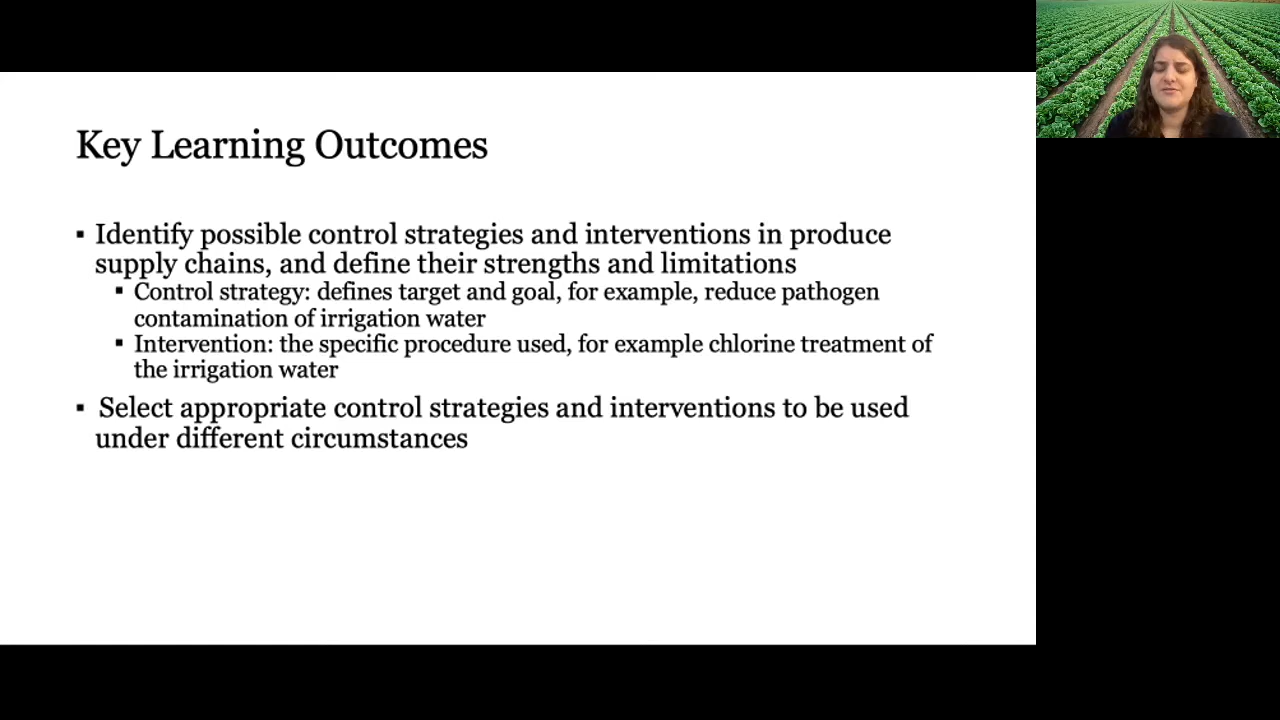 Key Learning Outcomes
▪ Identify possible control strategies and interventions in produce
supply chains, and define their strengths and limitations
▪ Control strategy: defines target and goal, for example, reduce pathogen
contamination of irrigation water
▪ Intervention: the specific procedure used, for example chlorine treatment of
the irrigation water
▪ Select appropriate control strategies and interventions to be used
under different circumstances